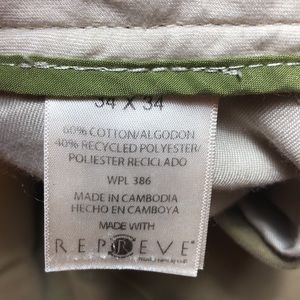 34 X 34
60% COTTON/ALGODON
40% RECYCLED POLYESTER/
POLIESTER RECICLADO
WPL 386
MADE IN CAMBODIA
HECHO EN CAMBOYA
MADE WITH
REPREVE